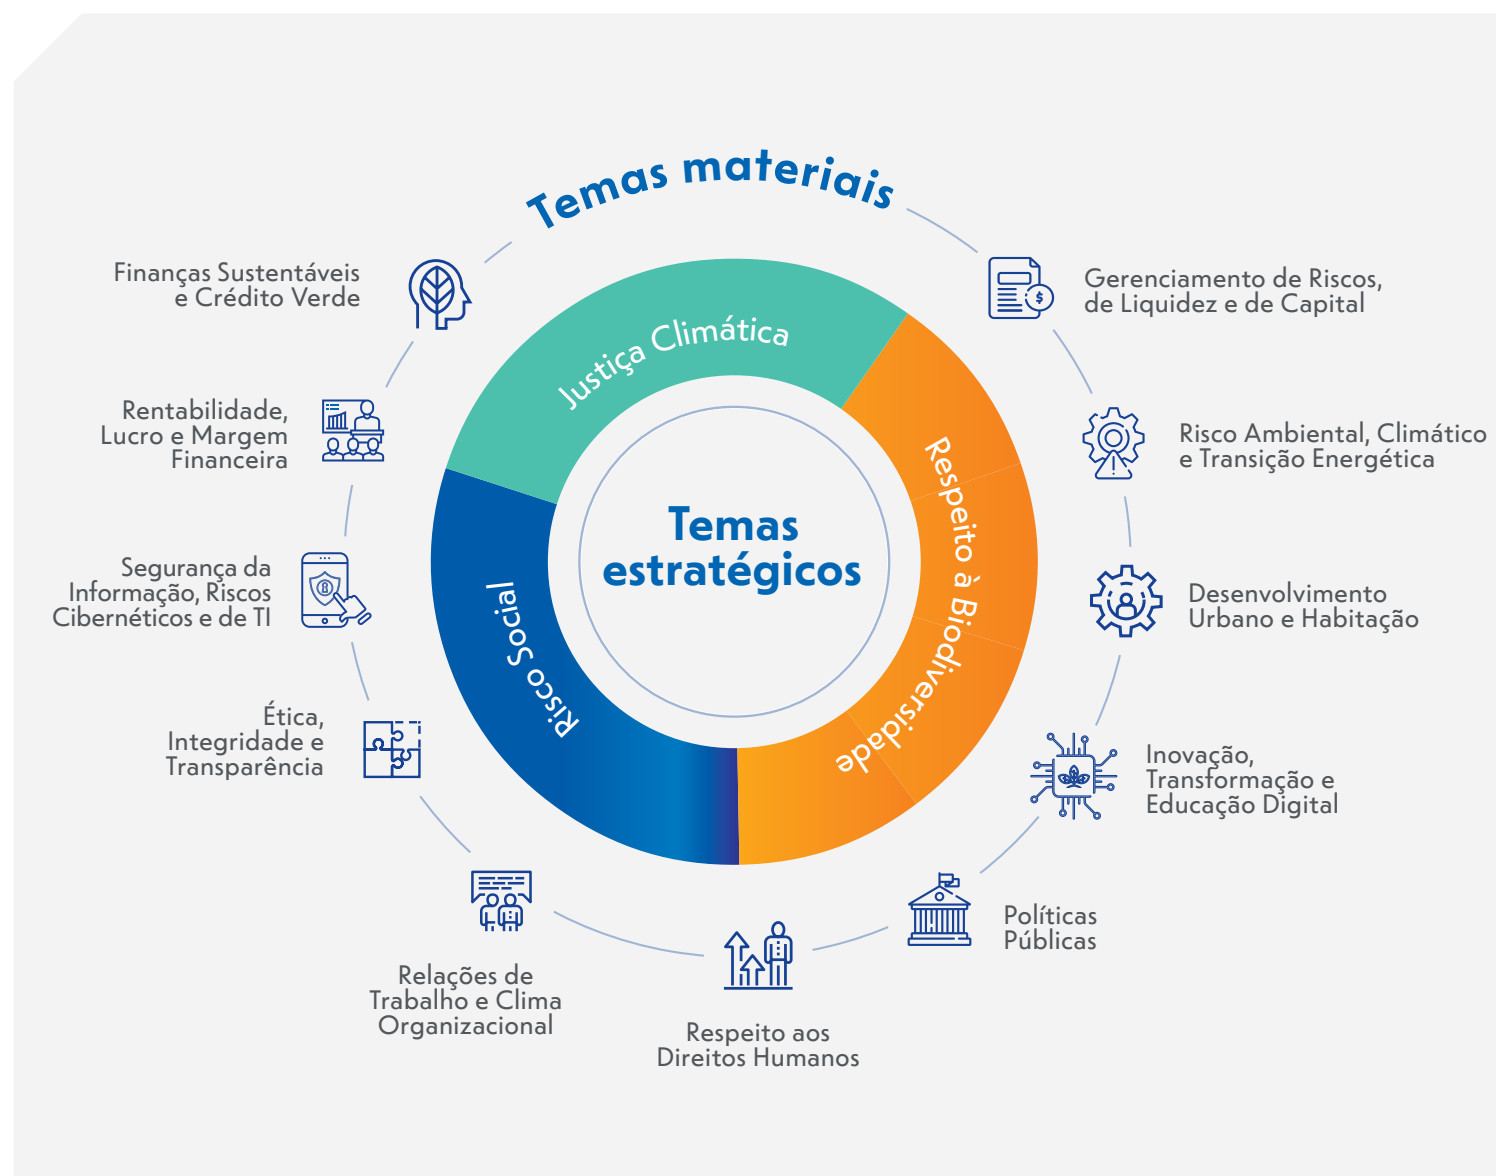 Temas materiais
Finanças Sustentáveis
e Crédito Verde
Rentabilidade,
Lucro e Margem
Financeira
Segurança da
Informação, Riscos
Cibernéticos e de TI
Ética,
Integridade e
Transparência
Relações de
Trabalho e Clima
Organizacional
Respeito aos
Direitos Humanos
Políticas
Públicas
Inovação,
Transformação e
Educação Digital
Desenvolvimento
Urbano e Habitação
Risco Ambiental, Climático
e Transição Energética
Gerenciamento de Riscos,
de Liquidez e de Capital
$
Justiça Climática
Respeito à Biodiversidade
Risco Social
Temas
estratégicos